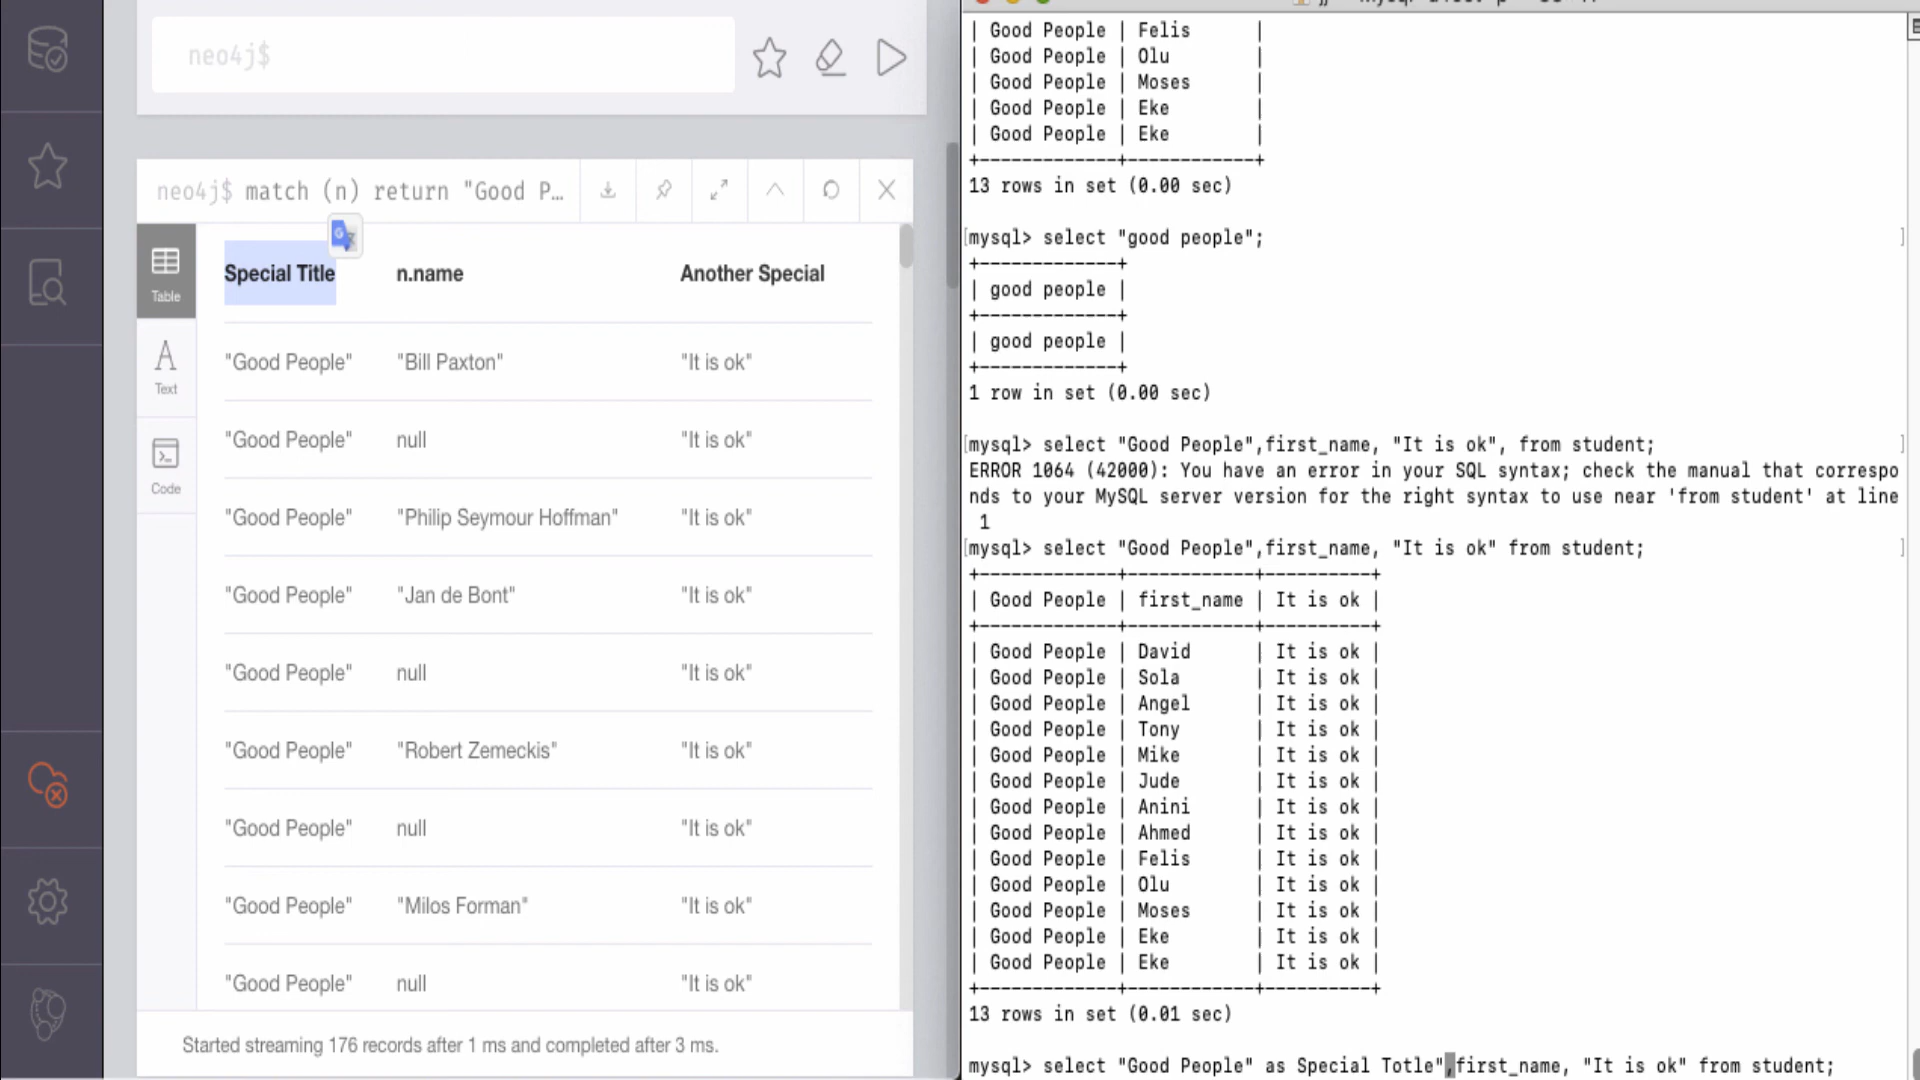 neo4j$
neo4j$ match (n) return "Good P…
Table
Text
Code
Special Title n.name Another Special
"Good People" "Bill Paxton" "It is ok"
"Good People" null "It is ok"
"Good People" "Philip Seymour Hoffman" "It is ok"
"Good People" "Jan de Bont" "It is ok"
"Good People" null "It is ok"
"Good People" "Robert Zemeckis" "It is ok"
"Good People" null "It is ok"
"Good People" "Milos Forman" "It is ok"
"Good People" null "It is ok"
Started streaming 176 records after 1 ms and completed after 3 ms.
| Good People | Felis |
| Good People | Olu |
| Good People | Moses |
| Good People | Eke |
| Good People | Eke |
+-------------+------------+
13 rows in set (0.00 sec)
[mysql> select "good people"; ]
+-------------+
| good people |
+-------------+
| good people |
+-------------+
1 row in set (0.00 sec)
[mysql> select "Good People",first_name, "It is ok", from student; ]
ERROR 1064 (42000): You have an error in your SQL syntax; check the manual that correspo
nds to your MySQL server version for the right syntax to use near 'from student' at line
1
[mysql> select "Good People",first_name, "It is ok" from student; ]
+-------------+------------+----------+
| Good People | first_name | It is ok |
+-------------+------------+----------+
| Good People | David | It is ok |
| Good People | Sola | It is ok |
| Good People | Angel | It is ok |
| Good People | Tony | It is ok |
| Good People | Mike | It is ok |
| Good People | Jude | It is ok |
| Good People | Anini | It is ok |
| Good People | Ahmed | It is ok |
| Good People | Felis | It is ok |
| Good People | Olu | It is ok |
| Good People | Moses | It is ok |
| Good People | Eke | It is ok |
| Good People | Eke | It is ok |
+-------------+------------+----------+
13 rows in set (0.01 sec)
mysql> select "Good People" as Special Totle",first_name, "It is ok" from student;